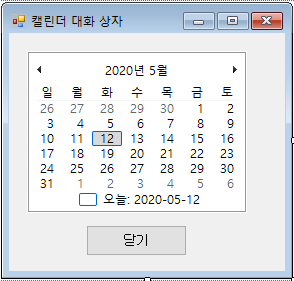 캘린더 대화 상자
2020년 5월
일 월 화 수 목 금 토
26 27 28 29 30 1 2
3 4 5 6 7 8 9
10 11 12 13 14 15 16
17 18 19 20 21 22 23
24 25 26 27 28 29 30
31 1 2 3 4 5 6
오늘: 2020-05-12
닫기